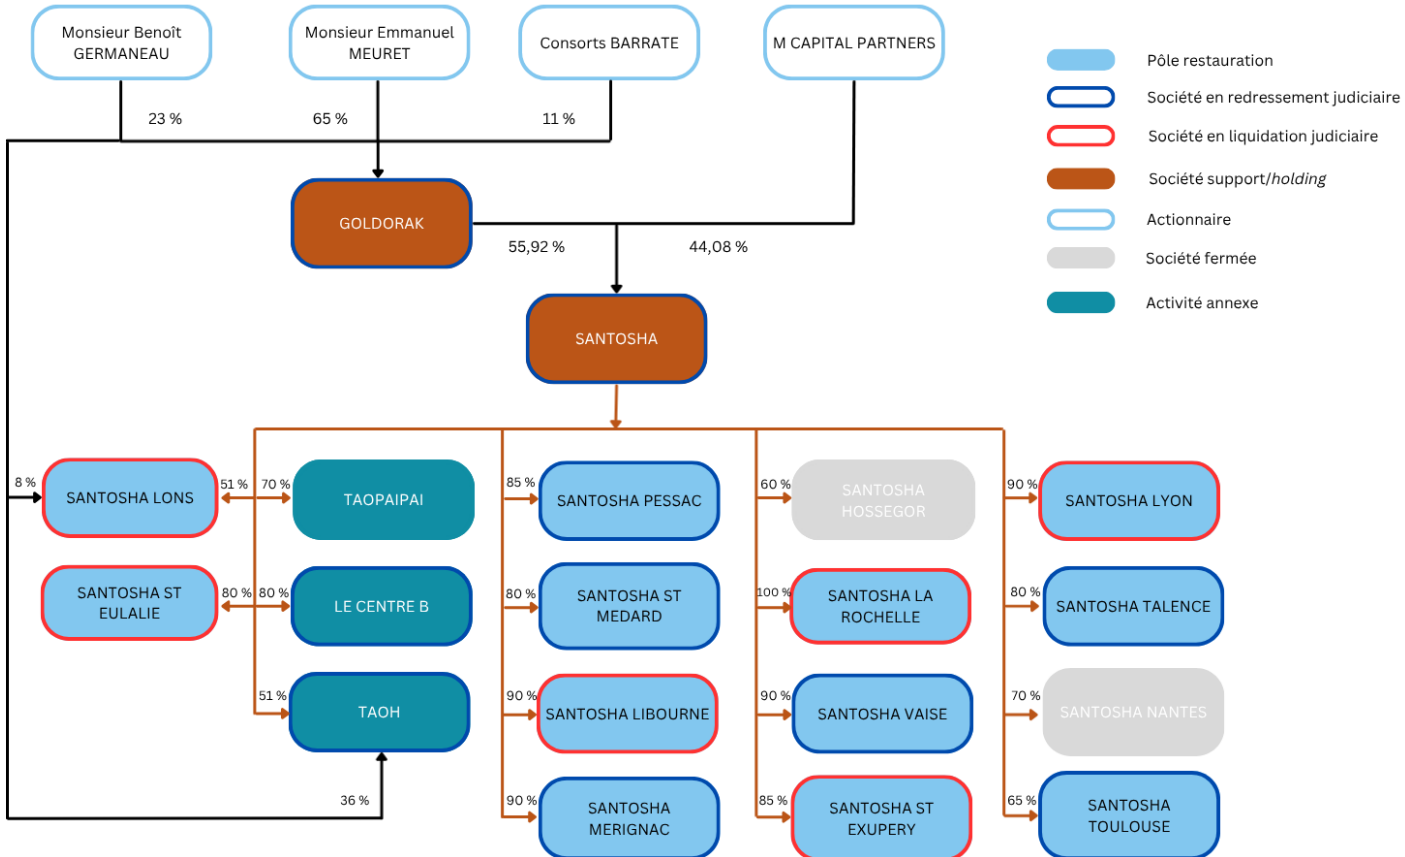 Monsieur Benoît
GERMANEAU
Monsieur Emmanuel
MEURET
Consorts BARRATE
M CAPITAL PARTNERS
Pôle restauration
Société en redressement judiciaire
Société en liquidation judiciaire
Société support/holding
Actionnaire
Société fermée
Activité annexe
23 %
65 %
11 %
GOLDORAK
55,92 %
44,08 %
SANTOSHA
8 %
SANTOSHA LONS
51 %
70 %
TAOPAIPAI
85 %
SANTOSHA PESSAC
60 %
SANTOSHA
HOSSEGOR
90 %
SANTOSHA LYON
SANTOSHA ST
EULALIE
80 %
80 %
LE CENTRE B
80 %
SANTOSHA ST
MEDARD
100 %
SANTOSHA LA
ROCHELLE
80 %
SANTOSHA TALENCE
51 %
TAOH
90 %
SANTOSHA LIBOURNE
90 %
SANTOSHA VAISE
70 %
SANTOSHA NANTES
36 %
90 %
SANTOSHA
MERIGNAC
85 %
SANTOSHA ST
EXUPERY
65 %
SANTOSHA
TOULOUSE